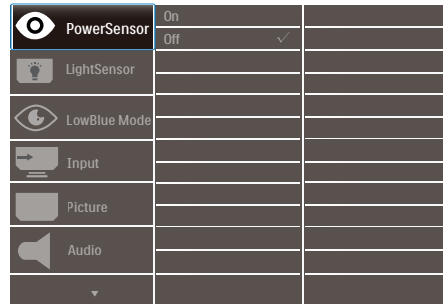 PowerSensor
On
Off
LightSensor
LowBlue Mode
Input
Picture
Audio